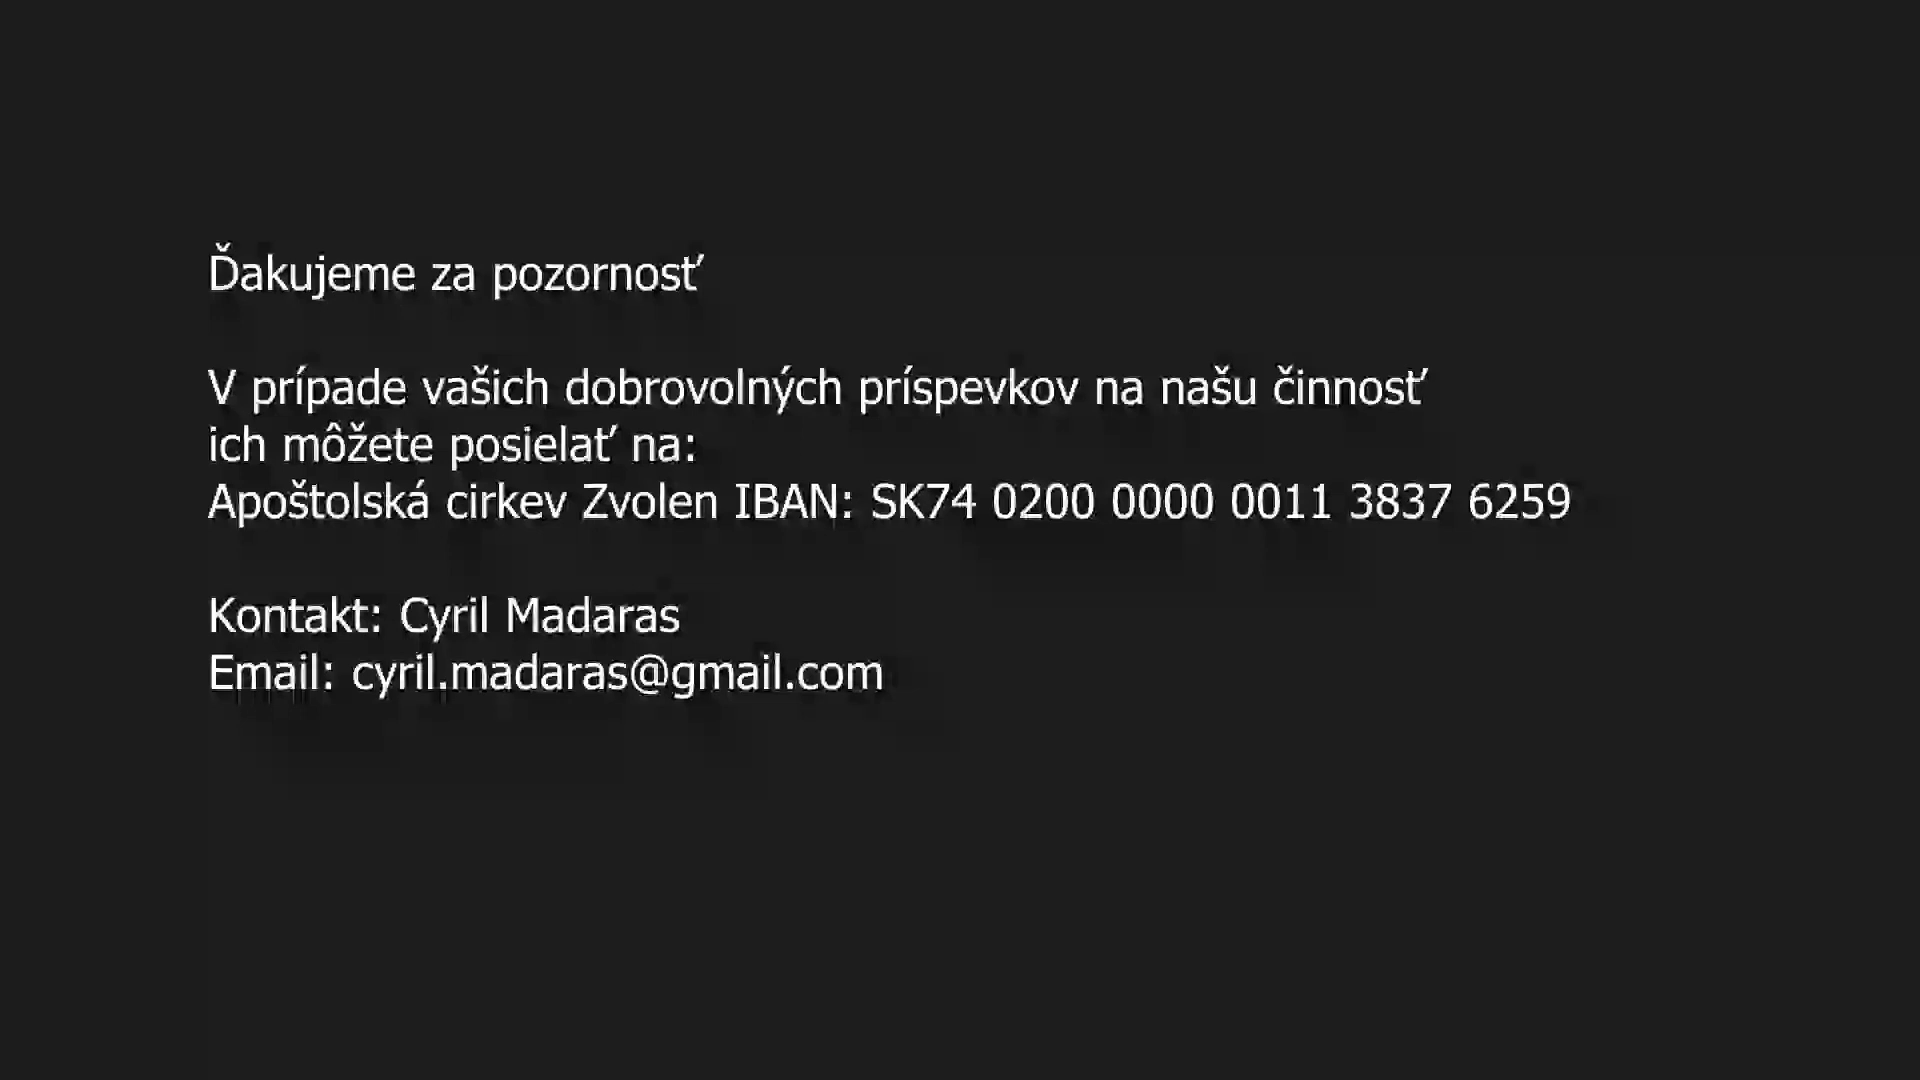 Ďakujeme za pozornosť
V prípade vašich dobrovolných príspevkov na našu činnosť
ich môžete posielať na:
Apoštolská cirkev Zvolen IBAN: SK74 0200 0000 0011 3837 6259
Kontakt: Cyril Madaras
Email: cyril.madaras@gmail.com